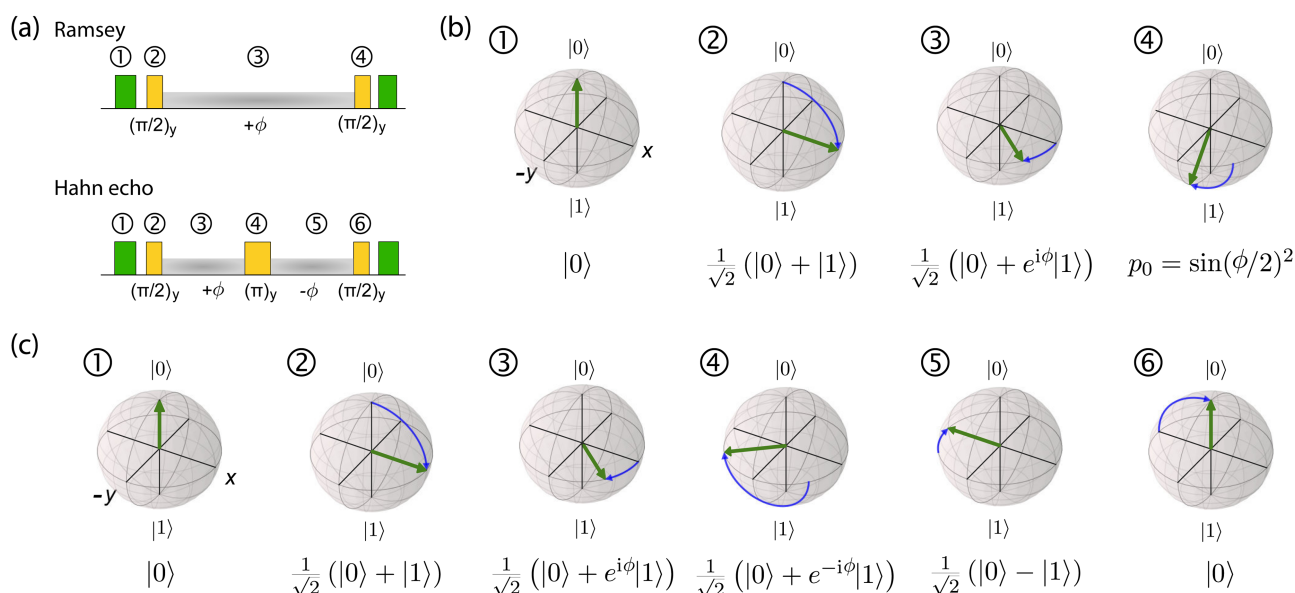 (a)
Ramsey
① ② ③ ④
(π/2)y +ϕ (π/2)y
Hahn echo
① ② ③ ④ ⑤ ⑥
(π/2)y +ϕ (π)y -ϕ (π/2)y
(b)
① ② ③ ④
|0⟩ |0⟩ |0⟩ |0⟩
x
-y
|1⟩ |1⟩ |1⟩ |1⟩
|0⟩ 1/√2 (|0⟩ + |1⟩) 1/√2 (|0⟩ + e^{iϕ}|1⟩) p₀ = sin(ϕ/2)²
(c)
① ② ③ ④ ⑤ ⑥
|0⟩ |0⟩ |0⟩ |0⟩ |0⟩ |0⟩
-y x
|1⟩ |1⟩ |1⟩ |1⟩ |1⟩ |1⟩
|0⟩ 1/√2 (|0⟩ + |1⟩) 1/√2 (|0⟩ + e^{iϕ}|1⟩) 1/√2 (|0⟩ + e^{-iϕ}|1⟩) 1/√2 (|0⟩ − |1⟩) |0⟩